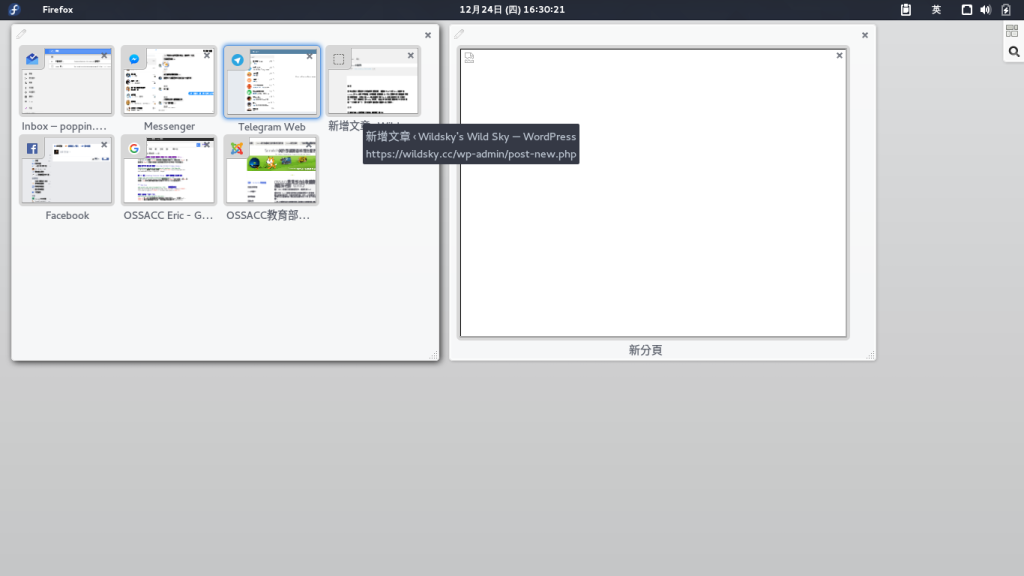 Firefox
12月24日 (四) 16:30:21
英
Inbox – poppin....
Messenger
Telegram Web
新增文章
新增文章 ‹ Wildsky's Wild Sky — WordPress
https://wildsky.cc/wp-admin/post-new.php
Facebook
OSSACC Eric - G...
OSSACC教育部...
新分頁